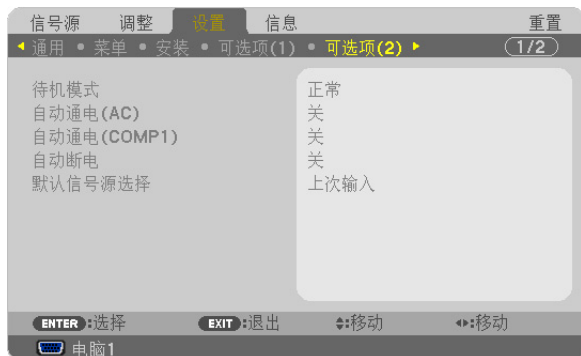 信号源 调整 设置 信息 重置
通用 • 菜单 • 安装 • 可选项(1) • 可选项(2) 1/2
待机模式 正常
自动通电(AC) 关
自动通电(COMP1) 关
自动断电 关
默认信号源选择 上次输入
ENTER:选择 EXIT:退出 :移动 :移动
电脑1